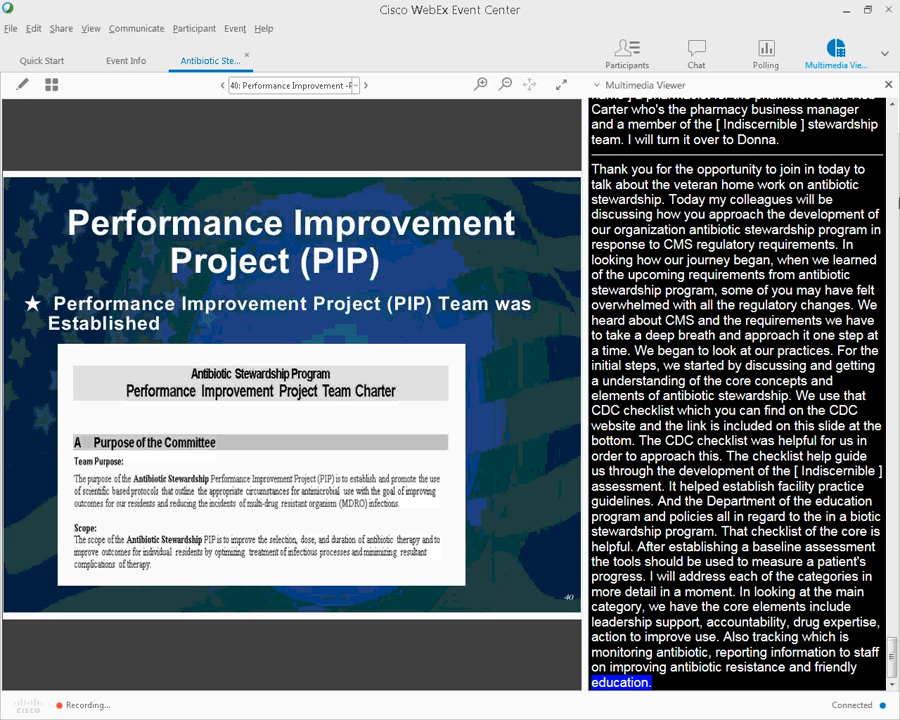 Cisco WebEx Event Center
File Edit Share View Communicate Participant Event Help
Quick Start
Event Info
Antibiotic Ste...
Participants
Chat
Polling
Multimedia Vie...
40: Performance Improvement -F
Multimedia Viewer
Performance Improvement
Project (PIP)
★ Performance Improvement Project (PIP) Team was
Established
Antibiotic Stewardship Program
Performance Improvement Project Team Charter
A Purpose of the Committee
Team Purpose:
The purpose of the Antibiotic Stewardship Performance Improvement Project (PIP) is to establish and promote the use
of scientific based protocols that outline the appropriate circumstances for antimicrobial use with the goal of improving
outcomes for our residents and reducing the incidents of multi-drug resistant organism (MDRO) infections.
Scope:
The scope of the Antibiotic Stewardship PIP is to improve the selection, dose, and duration of antibiotic therapy and to
improve outcomes for individual residents by optimizing treatment of infectious processes and minimizing resultant
complications of therapy.
40
Carter who's the pharmacy business manager
and a member of the [ Indiscernible ] stewardship
team. I will turn it over to Donna.
Thank you for the opportunity to join in today to
talk about the veteran home work on antibiotic
stewardship. Today my colleagues will be
discussing how you approach the development of
our organization antibiotic stewardship program in
response to CMS regulatory requirements. In
looking how our journey began, when we learned
of the upcoming requirements from antibiotic
stewardship program, some of you may have felt
overwhelmed with all the regulatory changes. We
heard about CMS and the requirements we have
to take a deep breath and approach it one step at
a time. We began to look at our practices. For the
initial steps, we started by discussing and getting
a understanding of the core concepts and
elements of antibiotic stewardship. We use that
CDC checklist which you can find on the CDC
website and the link is included on this slide at the
bottom. The CDC checklist was helpful for us in
order to approach this. The checklist help guide
us through the development of the [ Indiscernible ]
assessment. It helped establish facility practice
guidelines. And the Department of the education
program and policies all in regard to the in a biotic
stewardship program. That checklist of the core is
helpful. After establishing a baseline assessment
the tools should be used to measure a patient's
progress. I will address each of the categories in
more detail in a moment. In looking at the main
category, we have the core elements include
leadership support, accountability, drug expertise,
action to improve use. Also tracking which is
monitoring antibiotic, reporting information to staff
on improving antibiotic resistance and friendly
education.
cisco
Recording...
Connected